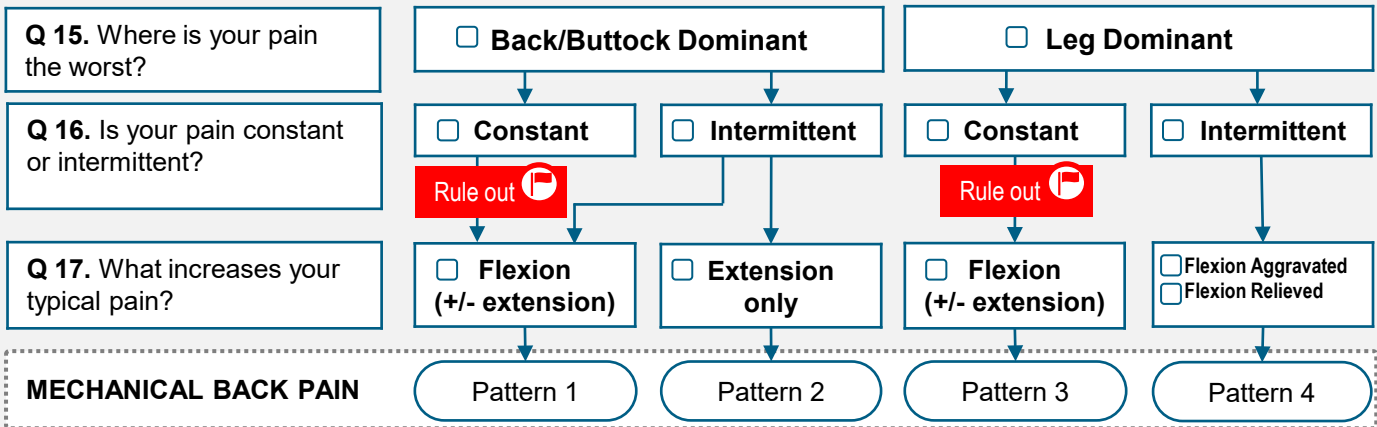 Q 15. Where is your pain
the worst?
Back/Buttock Dominant
Leg Dominant
Q 16. Is your pain constant
or intermittent?
Constant
Intermittent
Constant
Intermittent
Rule out
Rule out
Q 17. What increases your
typical pain?
Flexion
(+/- extension)
Extension
only
Flexion
(+/- extension)
Flexion Aggravated
Flexion Relieved
MECHANICAL BACK PAIN
Pattern 1
Pattern 2
Pattern 3
Pattern 4